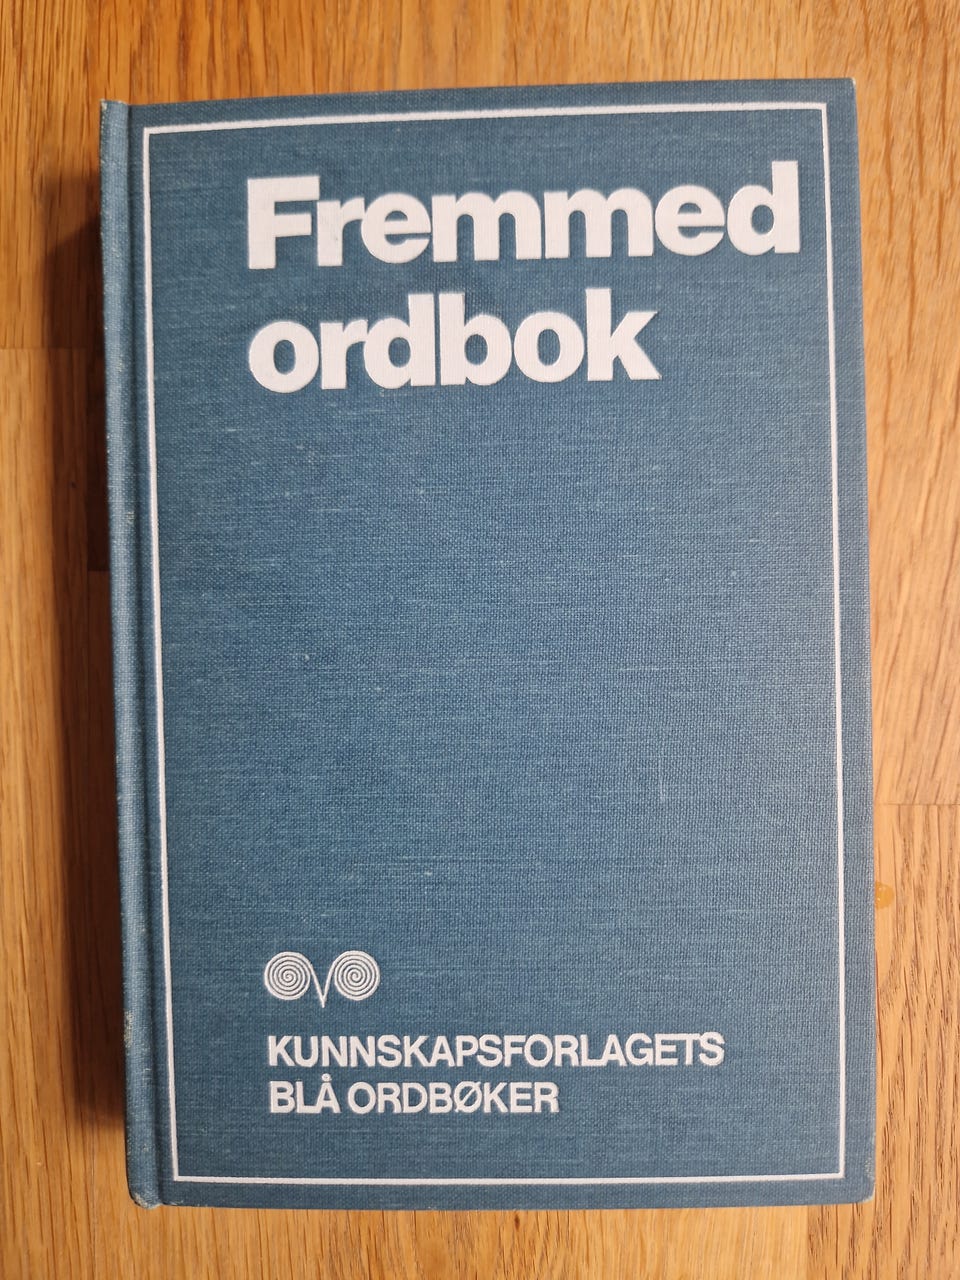 Fremmed
ordbok
KUNNSKAPSFORLAGETS
BLÅ ORDBØKER